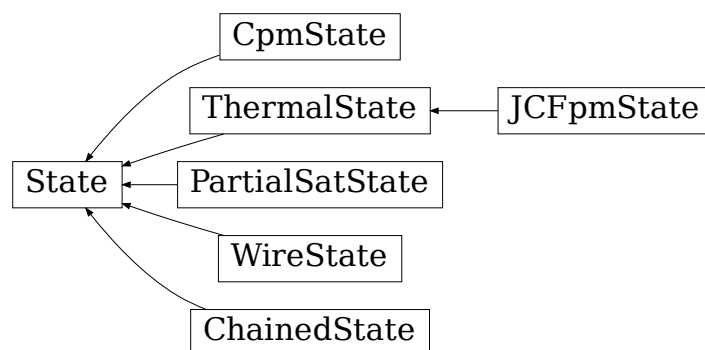 CpmState
ThermalState
JCFpmState
State
PartialSatState
WireState
ChainedState